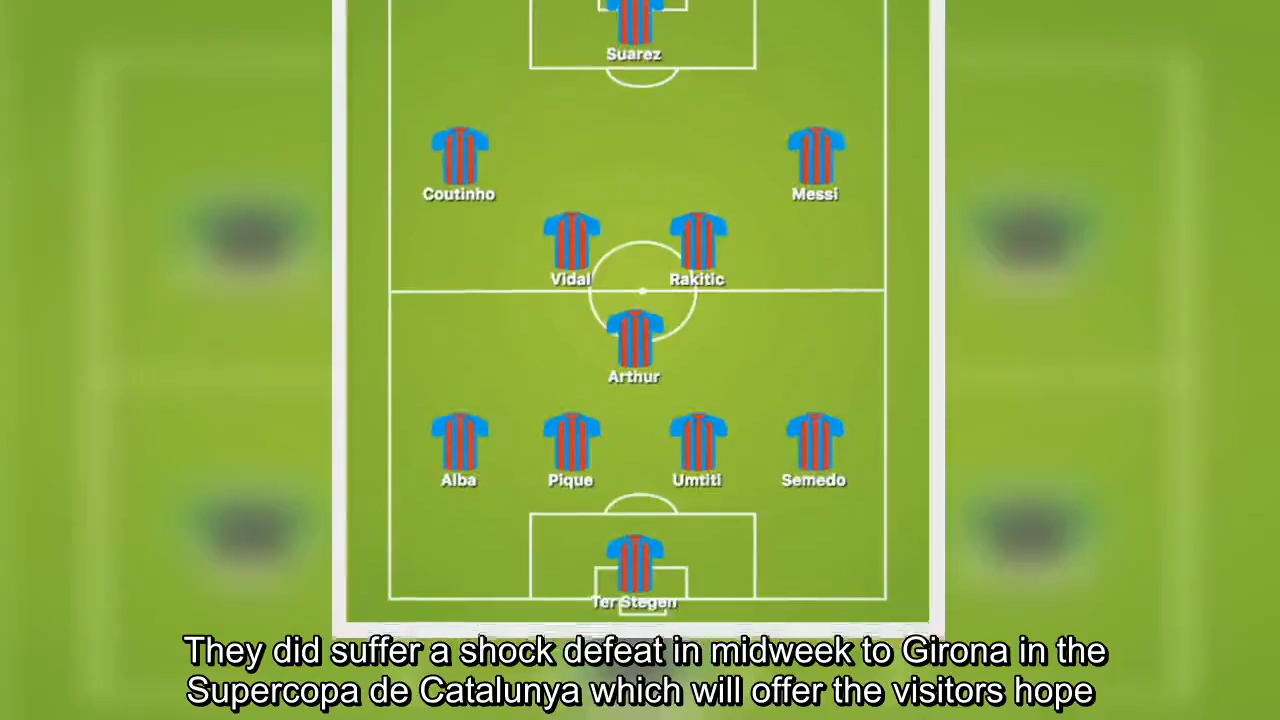 Suarez
Coutinho
Messi
Vidal
Rakitic
Arthur
Alba
Pique
Umtiti
Semedo
Ter Stegen
They did suffer a shock defeat in midweek to Girona in the
Supercopa de Catalunya which will offer the visitors hope